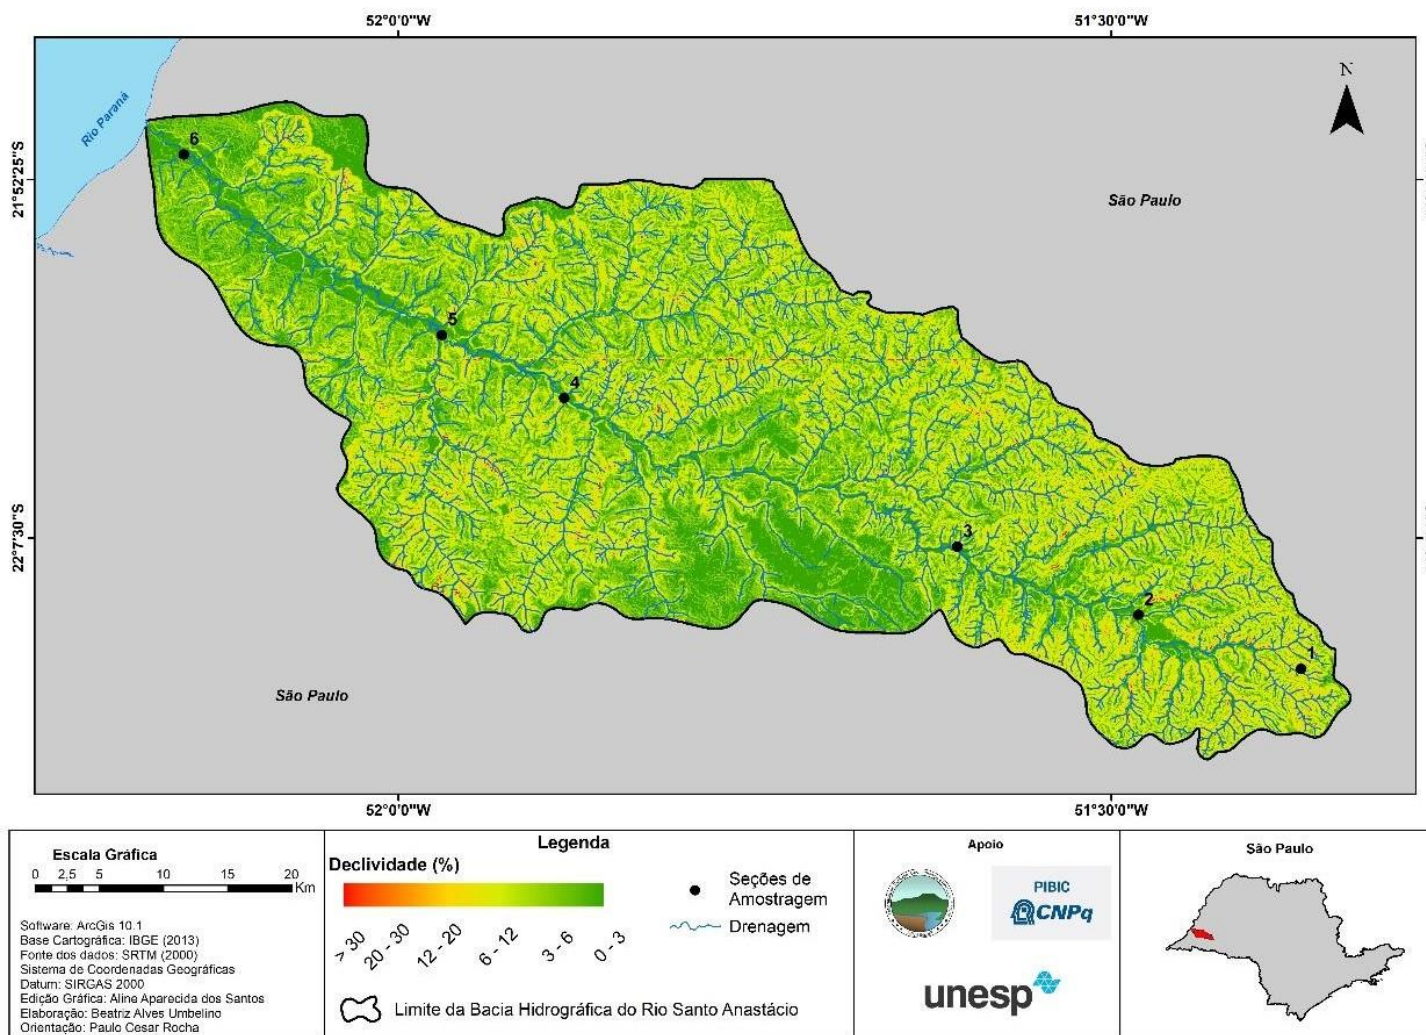 52°0'0"W
51°30'0"W
N
Rio Paraná
6
21°52'25"S
São Paulo
5
4
3
22°7'30"S
2
1
São Paulo
52°0'0"W
51°30'0"W
Escala Gráfica
0 2,5 5 10 15 20
Km
Software: ArcGis 10.1
Base Cartográfica: IBGE (2013)
Fonte dos dados: SRTM (2000)
Sistema de Coordenadas Geográficas
Datum: SIRGAS 2000
Edição Gráfica: Aline Aparecida dos Santos
Elaboração: Beatriz Alves Umbelino
Orientação: Paulo Cesar Rocha
Legenda
Declividade (%)
> 30
20 - 30
12 - 20
6 - 12
3 - 6
0 - 3
Seções de
Amostragem
Drenagem
Limite da Bacia Hidrográfica do Rio Santo Anastácio
Apoio
PIBIC
CNPq
unesp
São Paulo